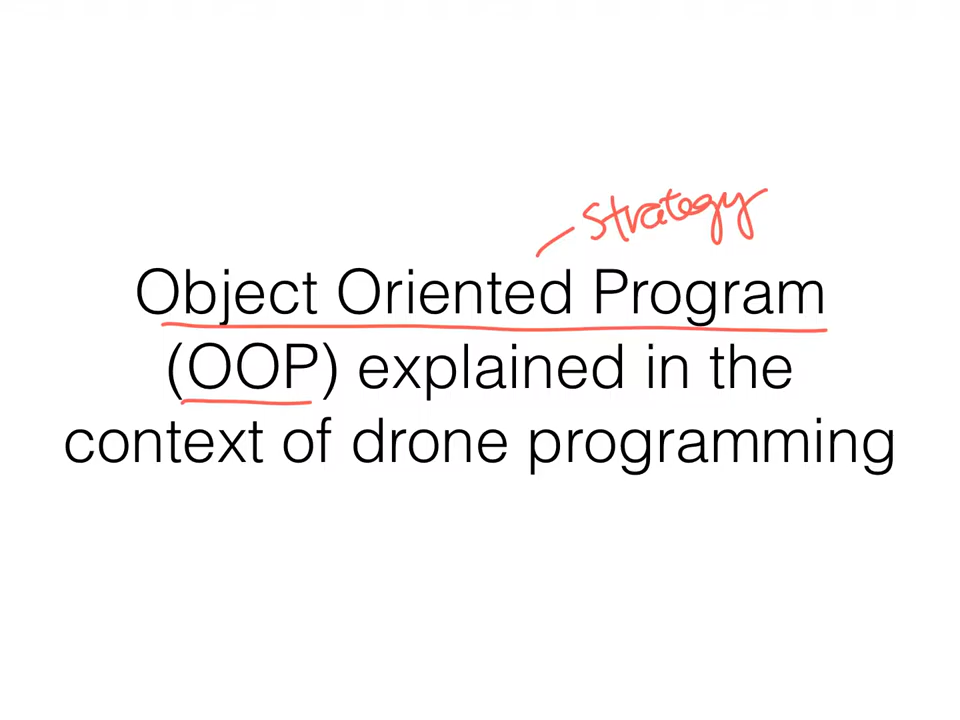 Strategy
Object Oriented Program
(OOP) explained in the
context of drone programming